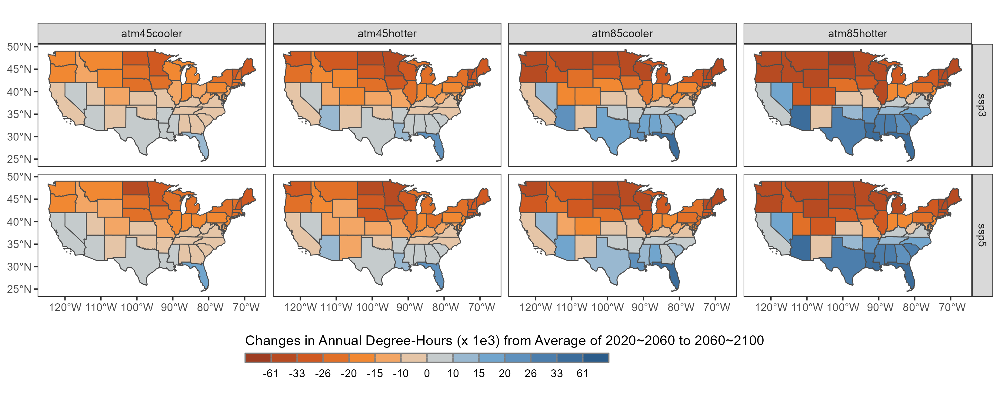 atm45cooler atm45hotter atm85cooler atm85hotter
50°N
45°N
40°N
35°N
30°N
25°N
ssp3
50°N
45°N
40°N
35°N
30°N
25°N
ssp5
120°W 110°W 100°W 90°W 80°W 70°W 120°W 110°W 100°W 90°W 80°W 70°W 120°W 110°W 100°W 90°W 80°W 70°W 120°W 110°W 100°W 90°W 80°W 70°W
Changes in Annual Degree-Hours (x 1e3) from Average of 2020~2060 to 2060~2100
-61 -33 -26 -20 -15 -10 0 10 15 20 26 33 61